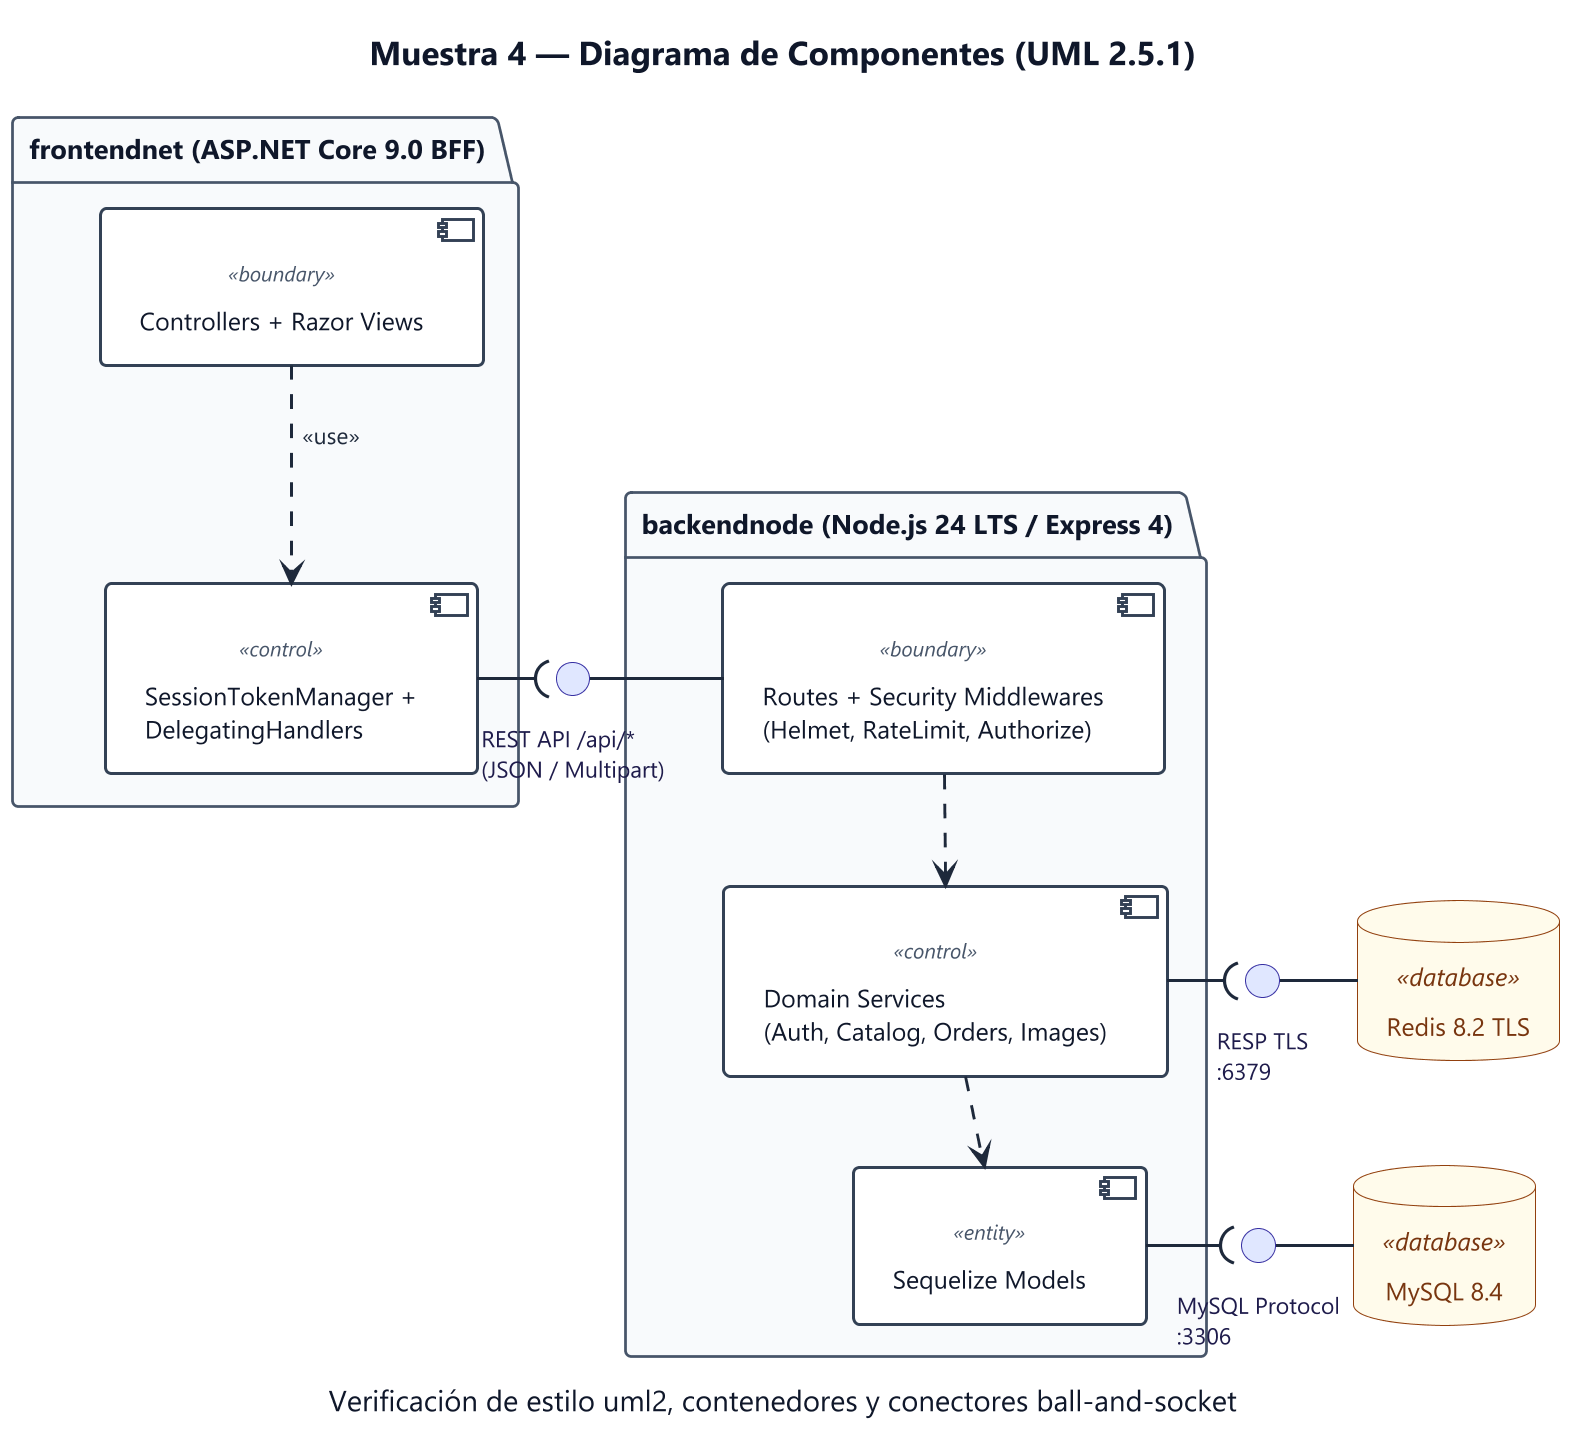 Muestra 4 — Diagrama de Componentes (UML 2.5.1)
frontendnet (ASP.NET Core 9.0 BFF)
«boundary»
Controllers + Razor Views
«use»
«control»
SessionTokenManager +
DelegatingHandlers
REST API /api/*
(JSON / Multipart)
backendnode (Node.js 24 LTS / Express 4)
«boundary»
Routes + Security Middlewares
(Helmet, RateLimit, Authorize)
«control»
Domain Services
(Auth, Catalog, Orders, Images)
RESP TLS
:6379
«database»
Redis 8.2 TLS
«entity»
Sequelize Models
MySQL Protocol
:3306
«database»
MySQL 8.4
Verificación de estilo uml2, contenedores y conectores ball-and-socket